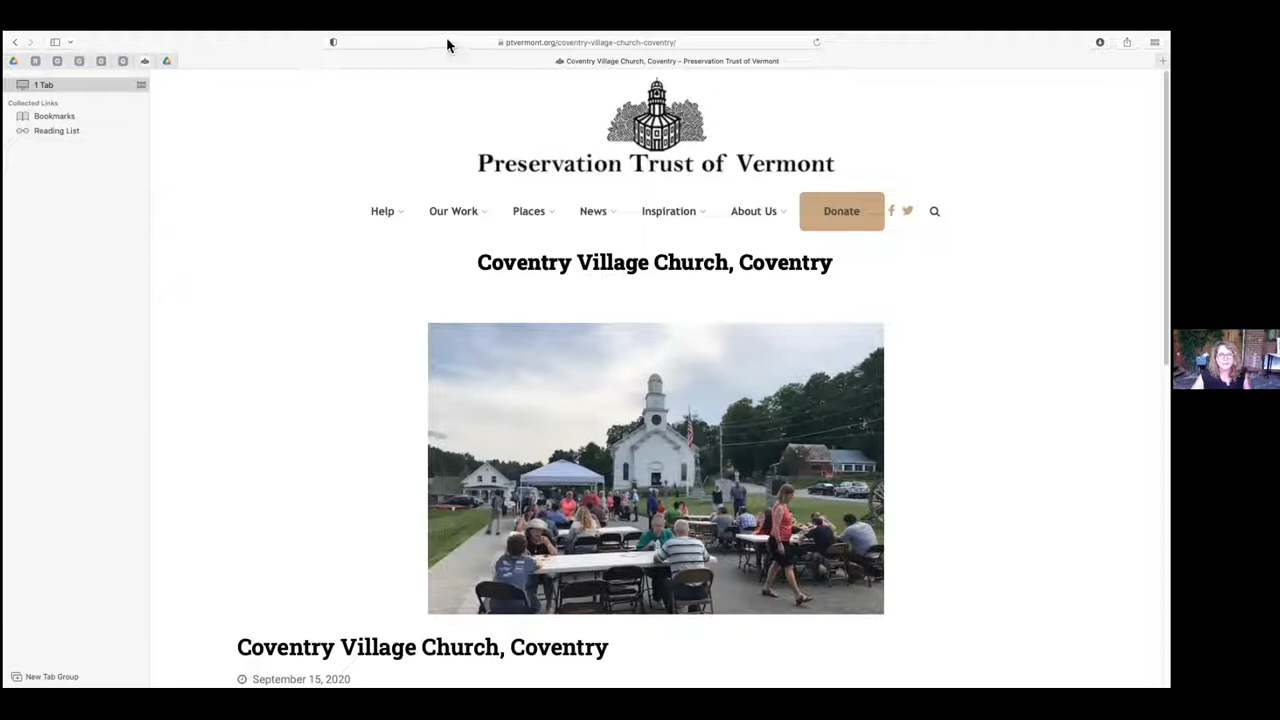 ptvermont.org/coventry-village-church-coventry/
Coventry Village Church, Coventry – Preservation Trust of Vermont
1 Tab
Collected Links
Bookmarks
Reading List
Preservation Trust of Vermont
Help
Our Work
Places
News
Inspiration
About Us
Donate
Coventry Village Church, Coventry
Coventry Village Church, Coventry
September 15, 2020
New Tab Group